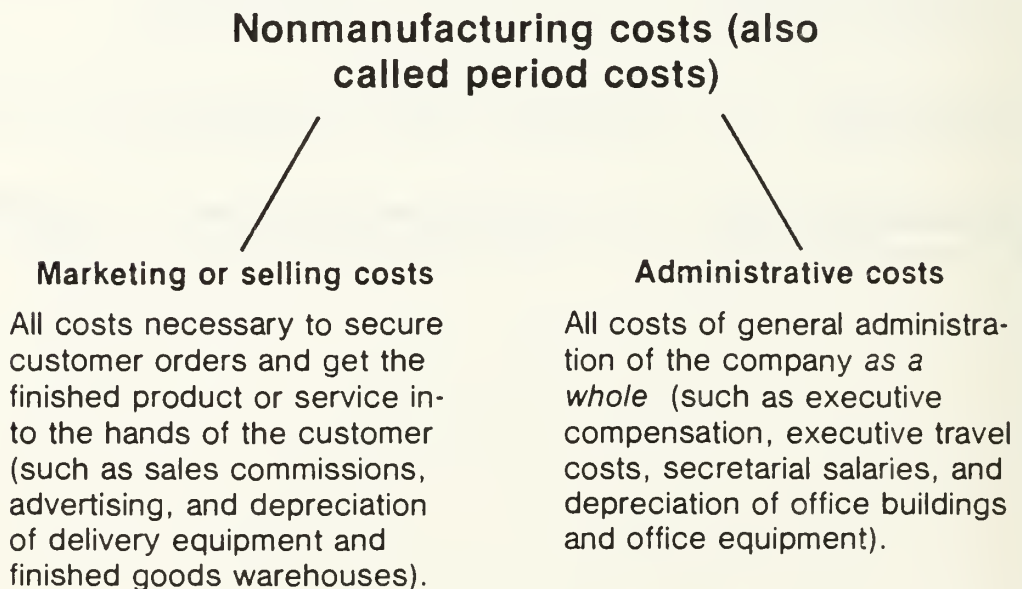 Nonmanufacturing costs (also
called period costs)
Marketing or selling costs
All costs necessary to secure
customer orders and get the
finished product or service in-
to the hands of the customer
(such as sales commissions,
advertising, and depreciation
of delivery equipment and
finished goods warehouses).
Administrative costs
All costs of general administra-
tion of the company as a
whole (such as executive
compensation, executive travel
costs, secretarial salaries, and
depreciation of office buildings
and office equipment).